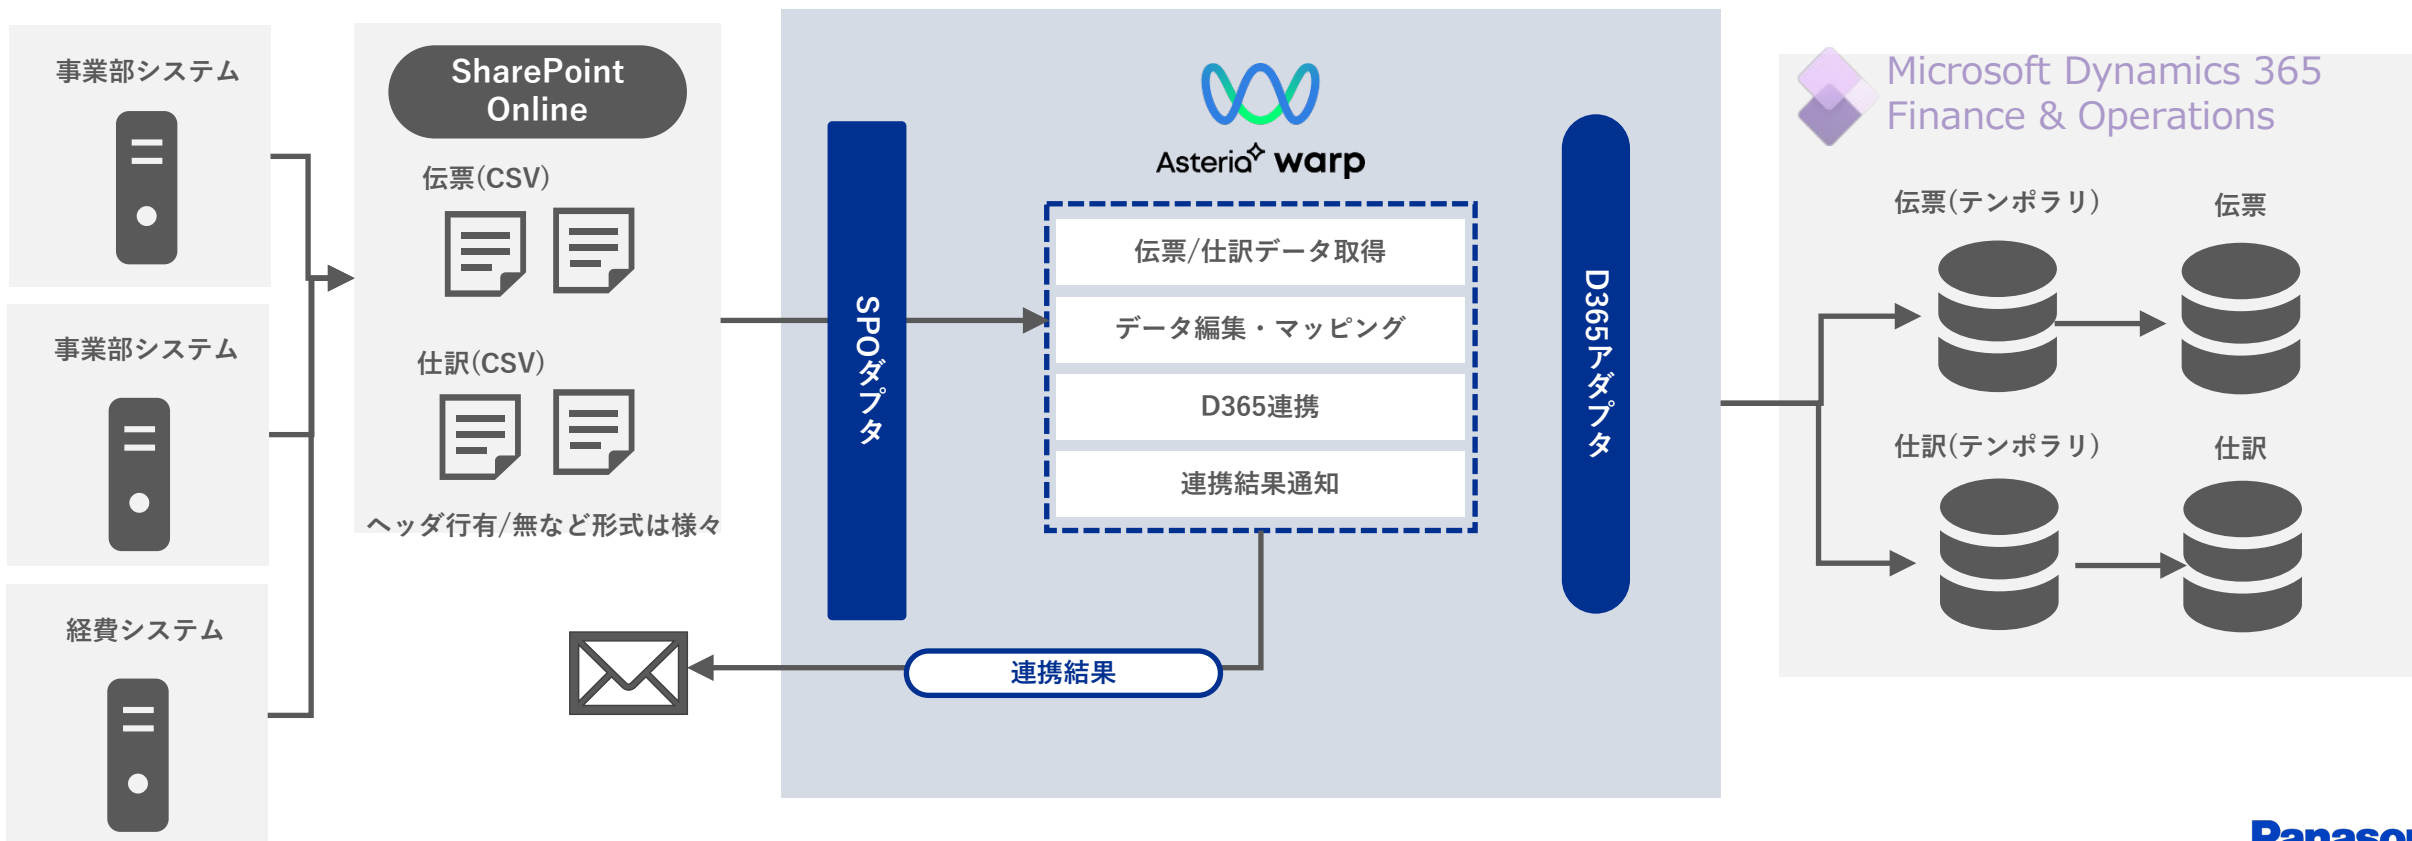 事業部システム
事業部システム
経費システム
SharePoint
Online
伝票(CSV)
仕訳(CSV)
ヘッダ行有/無など形式は様々
SPOダプタ
Asteria warp
伝票/仕訳データ取得
データ編集・マッピング
D365連携
連携結果通知
連携結果
D365アダプタ
Microsoft Dynamics 365
Finance & Operations
伝票(テンポラリ)
伝票
仕訳(テンポラリ)
仕訳